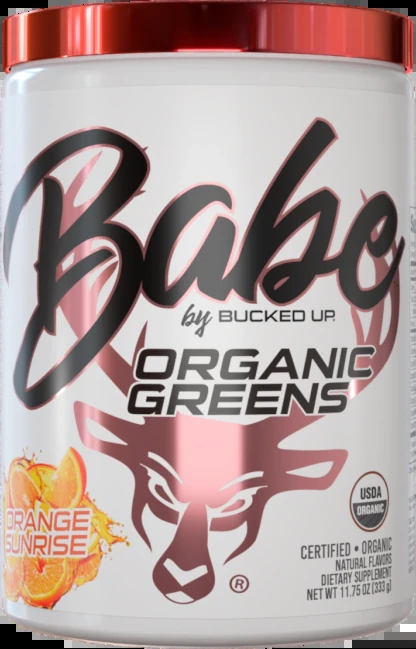 Babe
by BUCKED UP.
ORGANIC
GREENS
ORANGE
SUNRISE
USDA
ORGANIC
CERTIFIED • ORGANIC
NATURAL FLAVORS
DIETARY SUPPLEMENT
NET WT 11.75 OZ (333 g)
®